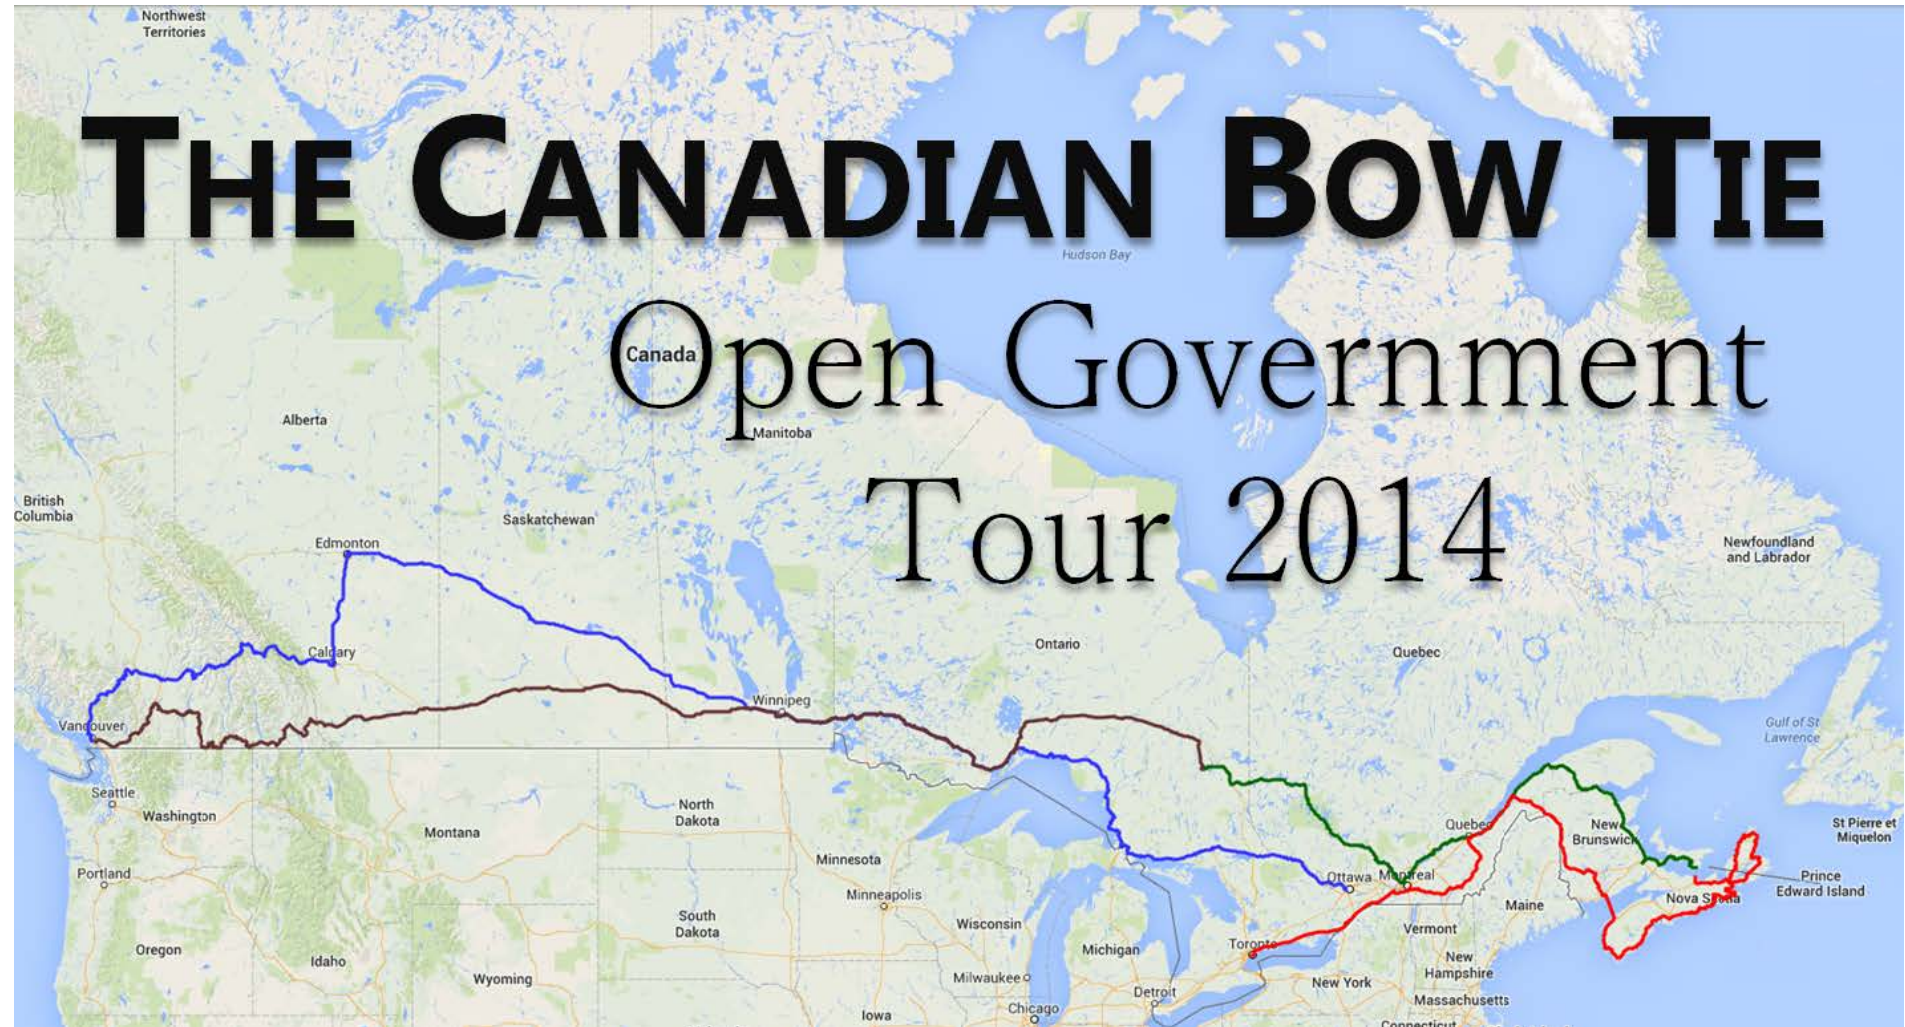 Northwest
Territories
THE CANADIAN BOW TIE
Hudson Bay
Open Government
Canada
Tour 2014
Alberta
Manitoba
British
Columbia
Saskatchewan
Edmonton
Newfoundland
and Labrador
Ontario
Calgary
Quebec
Winnipeg
Vancouver
Gulf of St
Lawrence
Seattle
Washington
North
Dakota
Montana
Quebec
New
Brunswick
St Pierre et
Miquelon
Minnesota
Portland
Ottawa
Montreal
Prince
Edward Island
Minneapolis
Nova Scotia
Maine
South
Dakota
Wisconsin
Vermont
Oregon
Idaho
Michigan
Toronto
New
Hampshire
Wyoming
Milwaukee
New York
Detroit
Massachusetts
Chicago
Iowa
Connecticut